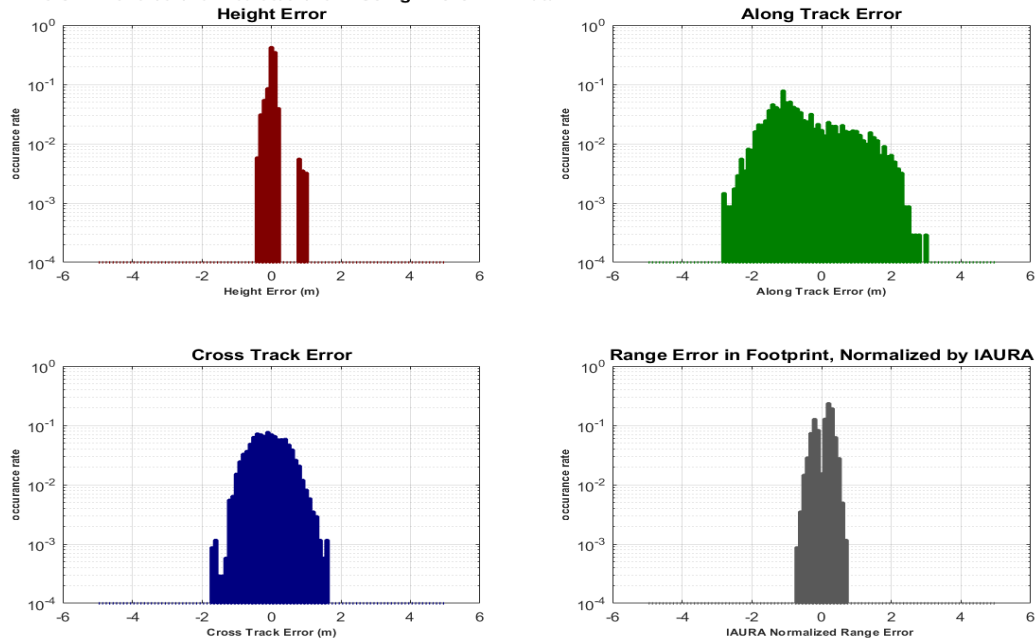 Height Error
10^0
10^-1
10^-2
10^-3
10^-4
occurance rate
-6 -4 -2 0 2 4 6
Height Error (m)
Along Track Error
10^0
10^-1
10^-2
10^-3
10^-4
occurance rate
-6 -4 -2 0 2 4 6
Along Track Error (m)
Cross Track Error
10^0
10^-1
10^-2
10^-3
10^-4
occurance rate
-6 -4 -2 0 2 4 6
Cross Track Error (m)
Range Error in Footprint, Normalized by IAURA
10^0
10^-1
10^-2
10^-3
10^-4
occurance rate
-6 -4 -2 0 2 4 6
IAURA Normalized Range Error